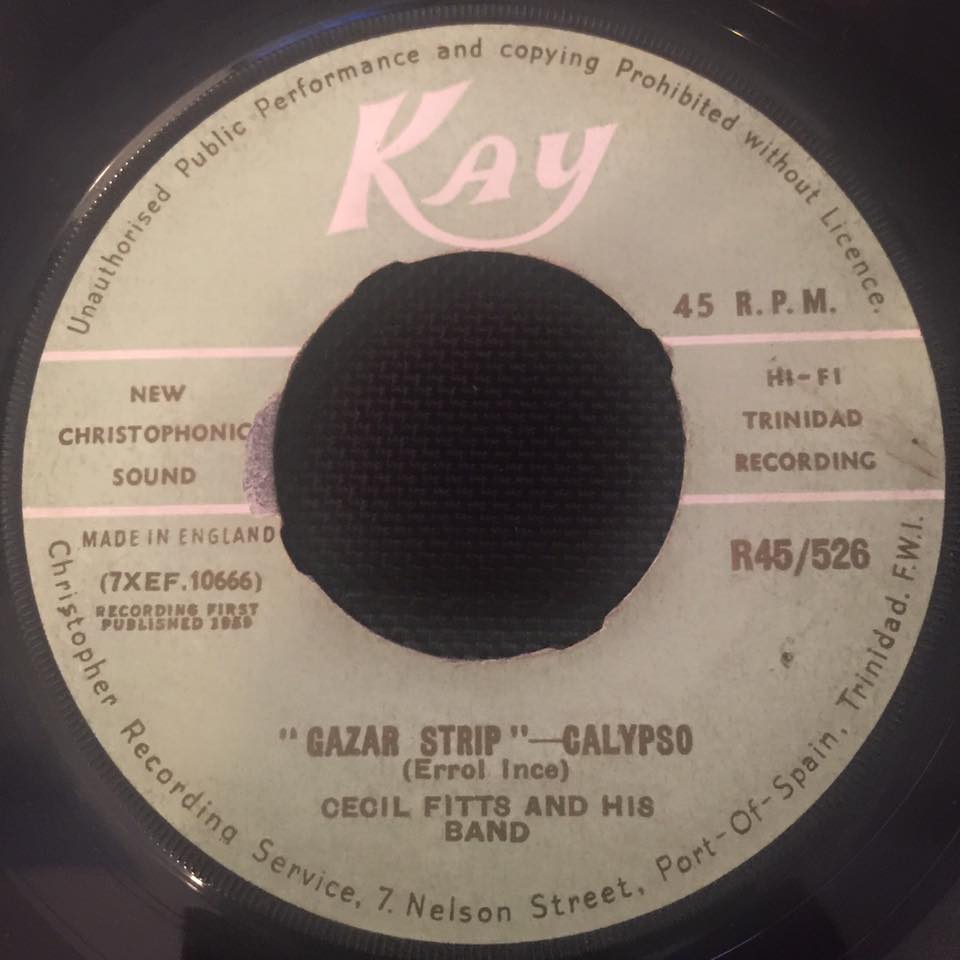 Unauthorised Public Performance and copying Prohibited without Licence.
Kay
45 R.P.M.
NEW
CHRISTOPHONIC
SOUND
HI-FI
TRINIDAD
RECORDING
MADE IN ENGLAND
(7XEF.10666)
RECORDING FIRST
PUBLISHED 1959
R45/526
"GAZAR STRIP"—CALYPSO
(Errol Ince)
CECIL FITTS AND HIS
BAND
Christopher Recording Service, 7. Nelson Street, Port-Of-Spain, Trinidad. F.W.I.